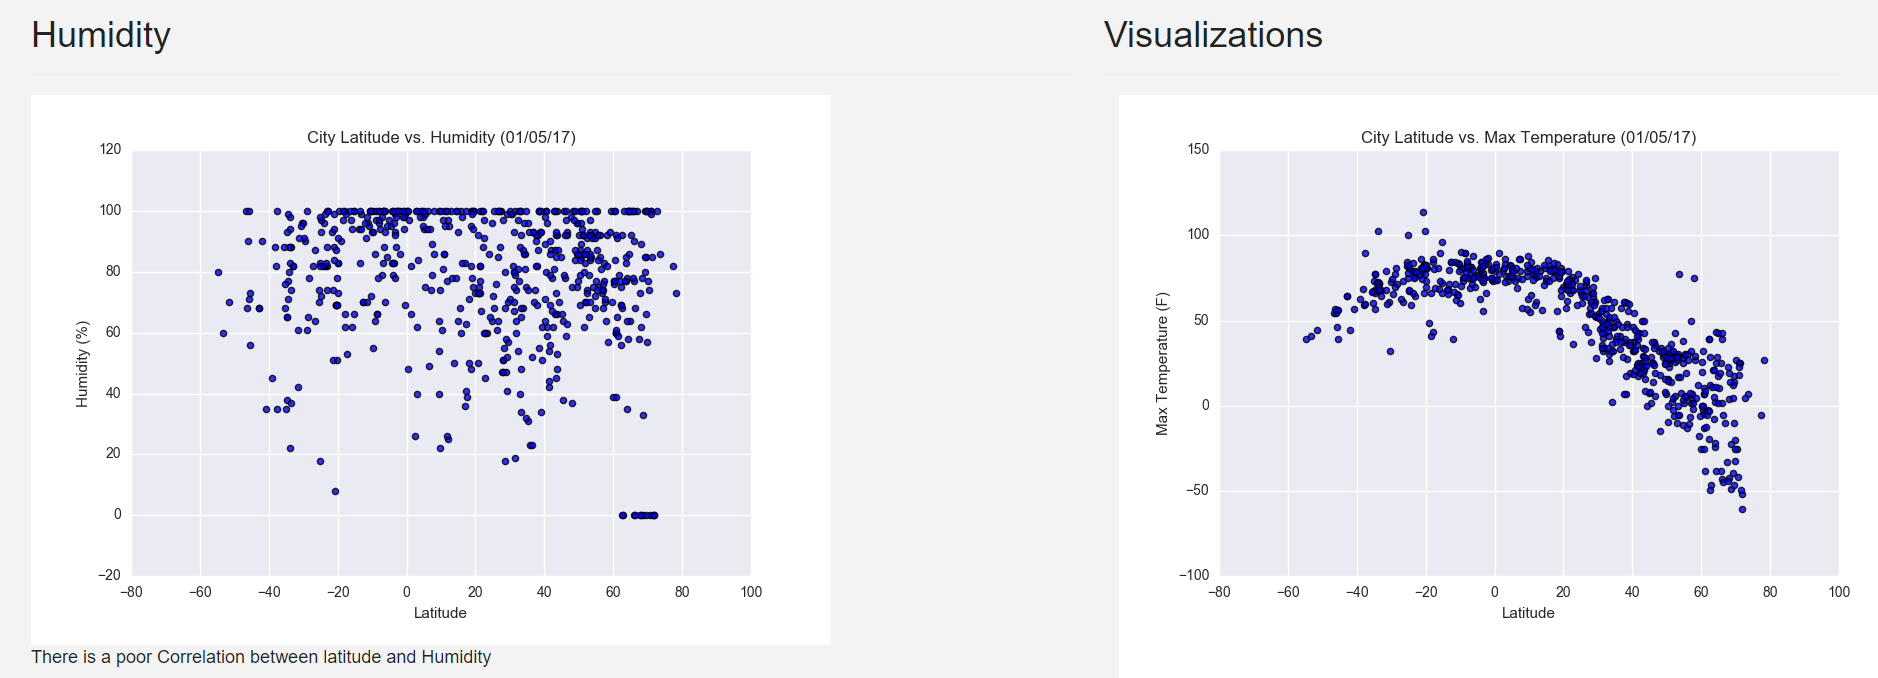 Humidity
Visualizations
City Latitude vs. Humidity (01/05/17)
120
100
80
60
40
20
0
−20
Humidity (%)
−80 −60 −40 −20 0 20 40 60 80 100
Latitude
There is a poor Correlation between latitude and Humidity
City Latitude vs. Max Temperature (01/05/17)
150
100
50
0
−50
−100
Max Temperature (F)
−80 −60 −40 −20 0 20 40 60 80 100
Latitude